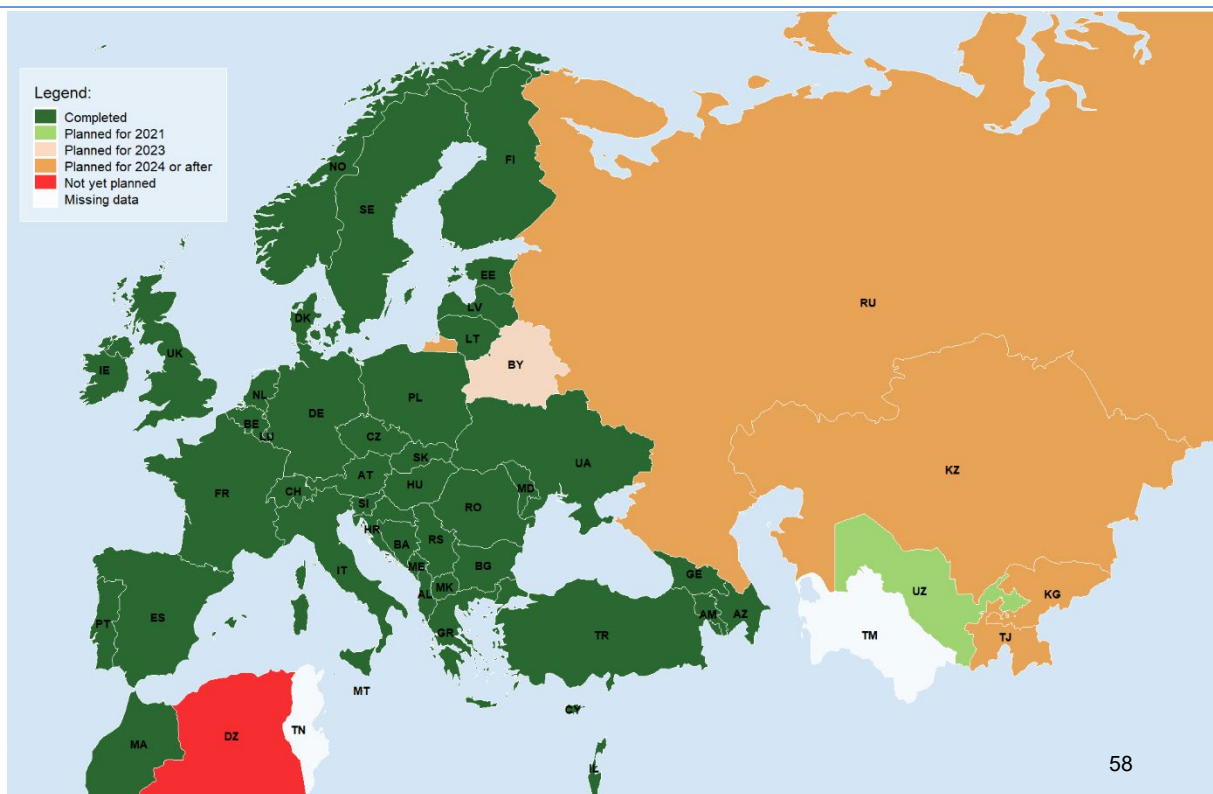 Legend:
Completed
Planned for 2021
Planned for 2023
Planned for 2024 or after
Not yet planned
Missing data
NO
FI
SE
EE
RU
LV
DK
LT
UK
IE
BY
NL
PL
DE
BE
LU
CZ
KZ
SK
UA
AT
HU
FR
CH
MD
SI
RO
HR
BA
RS
IT
ME
BG
GE
MK
UZ
KG
AL
AM
AZ
PT
ES
GR
TR
TM
TJ
MT
CY
TN
DZ
MA
IL
58